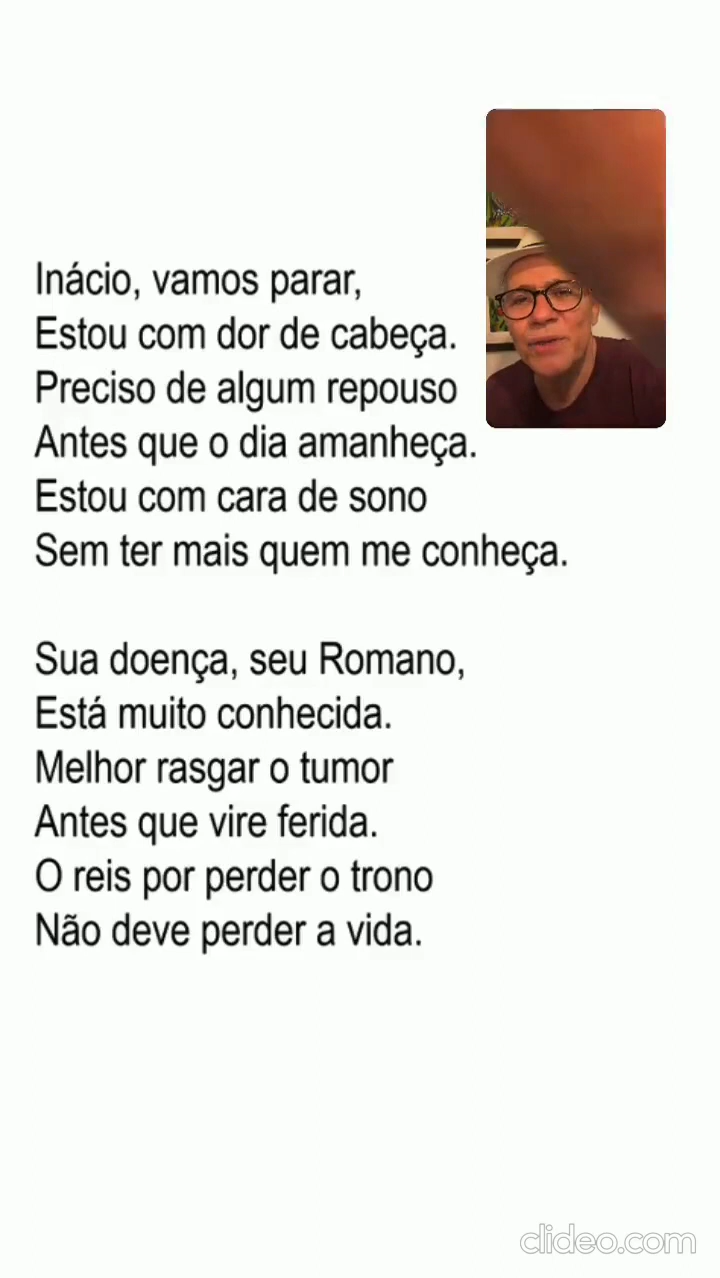 Inácio, vamos parar,
Estou com dor de cabeça.
Preciso de algum repouso
Antes que o dia amanheça.
Estou com cara de sono
Sem ter mais quem me conheça.
Sua doença, seu Romano,
Está muito conhecida.
Melhor rasgar o tumor
Antes que vire ferida.
O reis por perder o trono
Não deve perder a vida.
clideo.com